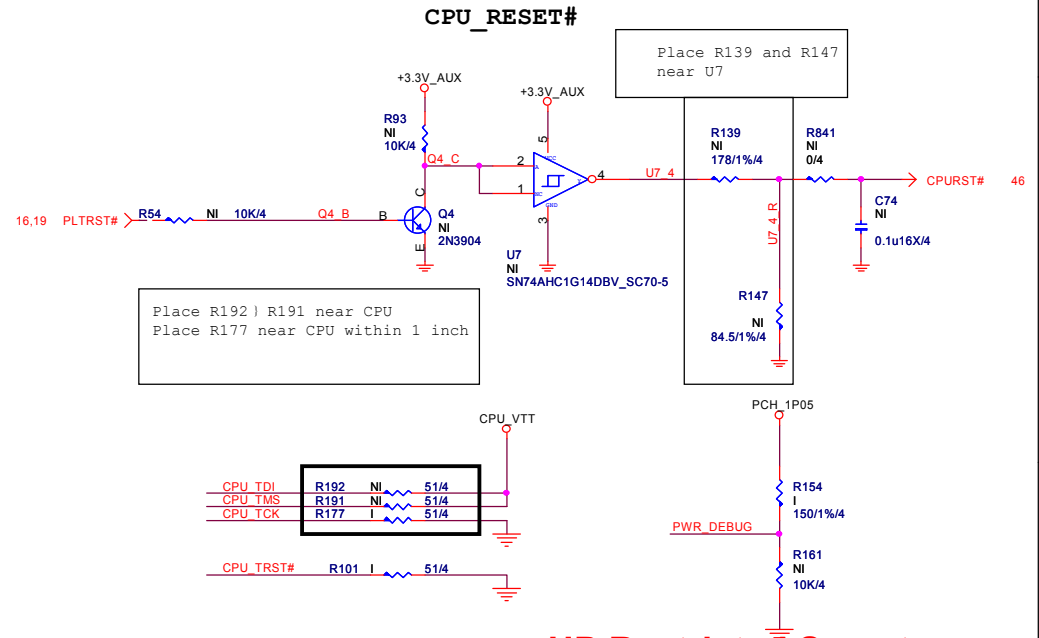 CPU_RESET#
Place R139 and R147
near U7
+3.3V_AUX
+3.3V_AUX
R93
NI
10K/4
Q4_C
2
1
5
3
4
VCC
A
NC
Y
GND
U7_4
R139
NI
178/1%/4
R841
NI
0/4
CPURST# 46
C74
NI
0.1u16X/4
16,19 PLTRST#
R54 NI 10K/4 Q4_B
B
C
E
Q4
NI
2N3904
U7
NI
SN74AHC1G14DBV_SC70-5
U7_4_R
R147
NI
84.5/1%/4
Place R192) R191 near CPU
Place R177 near CPU within 1 inch
CPU_VTT
PCH_1P05
CPU_TDI R192 NI 51/4
CPU_TMS R191 NI 51/4
CPU_TCK R177 I 51/4
CPU_TRST# R101 I 51/4
R154
I
150/1%/4
PWR_DEBUG
R161
NI
10K/4